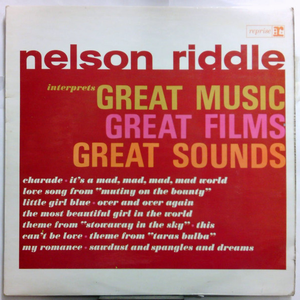 reprise
nelson riddle
interprets
GREAT MUSIC
GREAT FILMS
GREAT SOUNDS
charade · it's a mad, mad, mad, mad world
love song from "mutiny on the bounty"
little girl blue · over and over again
the most beautiful girl in the world
theme from "stowaway in the sky" · this
can't be love · theme from "taras bulba"
my romance · sawdust and spangles and dreams